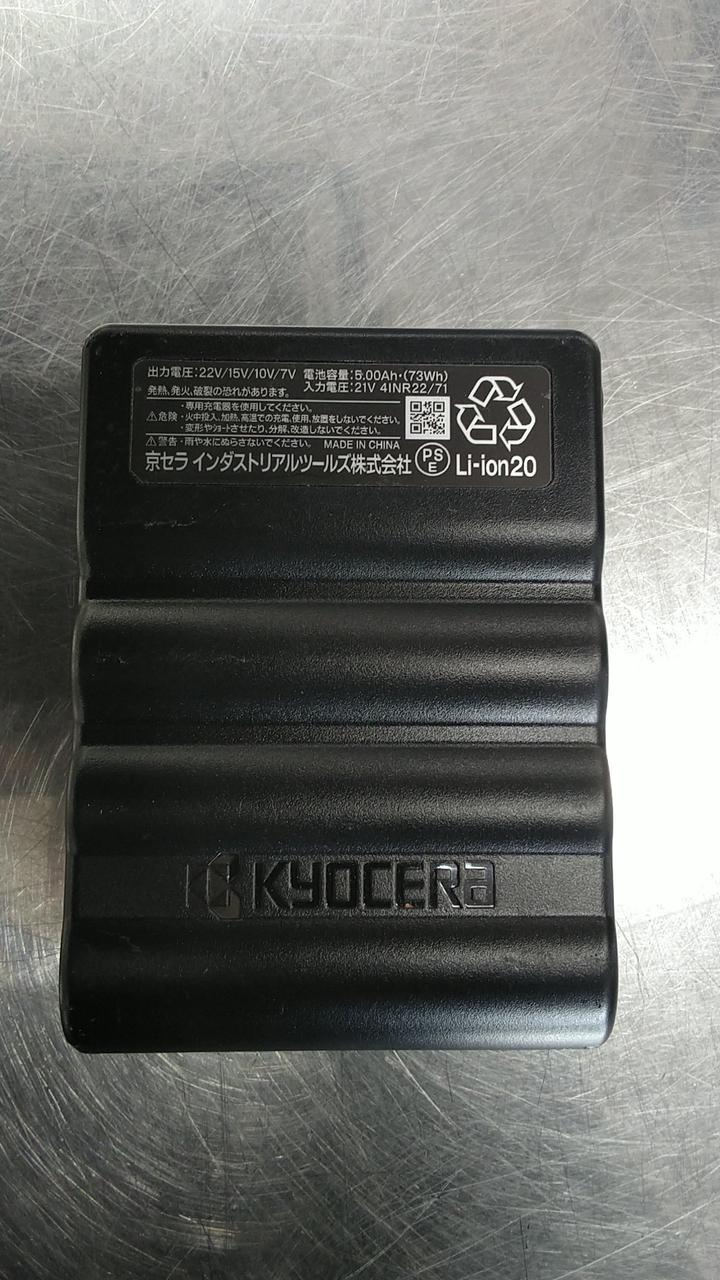 出力電圧:22V/15V/10V/7V 電池容量:5.00Ah・(73Wh)
発熱、発火、破裂の恐れがあります。 入力電圧:21V 4INR22/71
・専用充電器を使用してください。
⚠危険・火中投入、加熱、高温での充電、使用、放置をしないでください。
・変形やショートさせたり、分解、改造しないでください。
⚠警告・雨や水にぬらさないでください。 MADE IN CHINA
京セラ インダストリアルツールズ株式会社 PSE Li-ion20
KYOCERA